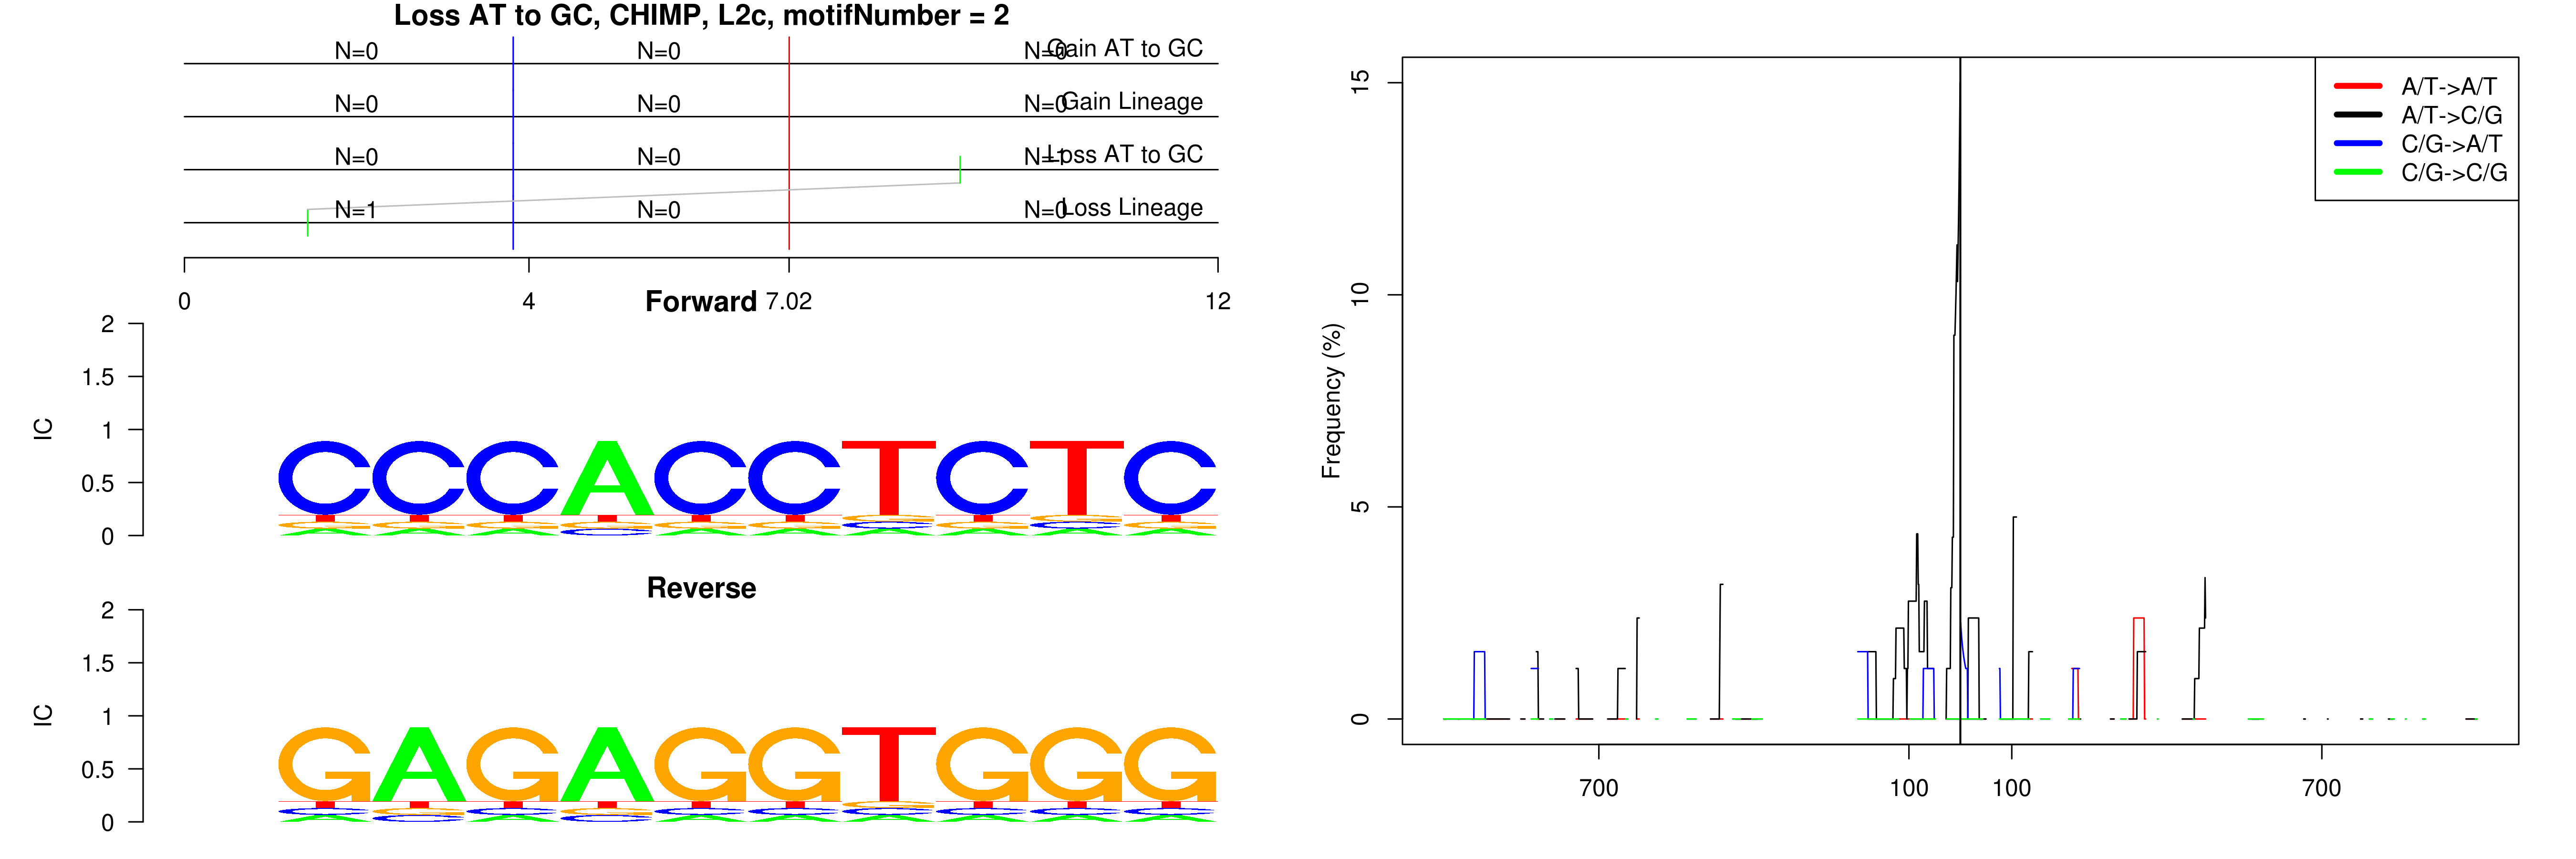 Loss AT to GC, CHIMP, L2c, motifNumber = 2
N=0 N=0 N=0 Gain AT to GC
N=0 N=0 N=0 Gain Lineage
N=0 N=0 N=1 Loss AT to GC
N=1 N=0 N=0 Loss Lineage
0 4 7.02 12
Forward
2
1.5
1
0.5
0
IC
CCCACCTCTC
Reverse
2
1.5
1
0.5
0
IC
GAGAGGTGGG
15
10
5
0
Frequency (%)
A/T->A/T
A/T->C/G
C/G->A/T
C/G->C/G
700 100 100 700